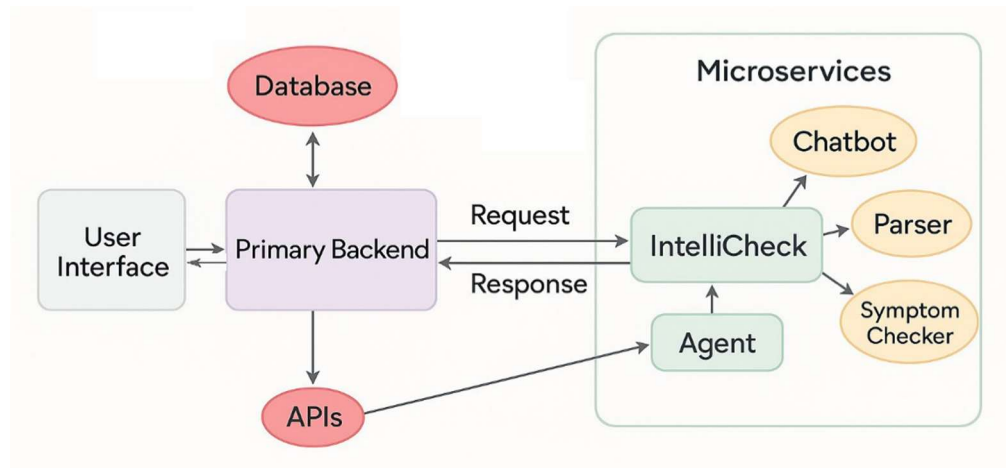 Database
Microservices
Chatbot
User
Interface
Primary Backend
Request
Response
IntelliCheck
Parser
Symptom
Checker
Agent
APIs